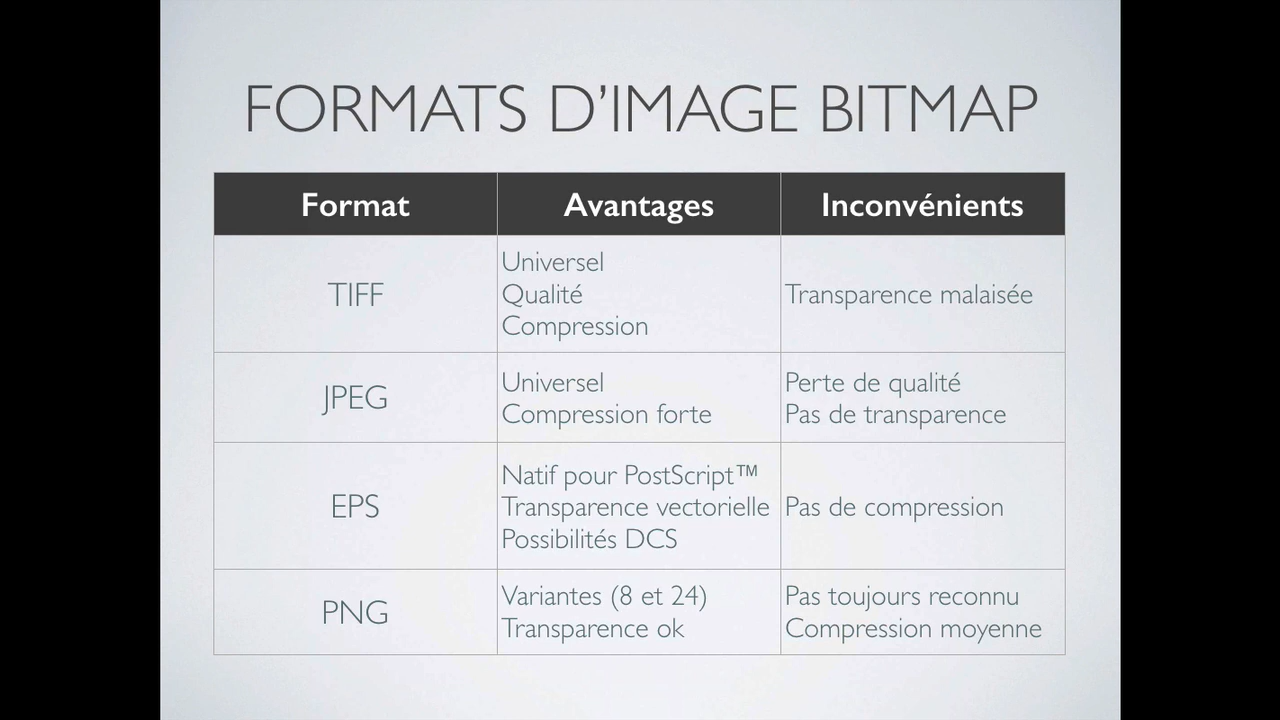 FORMATS D’IMAGE BITMAP
Format Avantages Inconvénients
TIFF
Universel
Qualité
Compression
Transparence malaisée
JPEG
Universel
Compression forte
Perte de qualité
Pas de transparence
EPS
Natif pour PostScript™
Transparence vectorielle
Possibilités DCS
Pas de compression
PNG
Variantes (8 et 24)
Transparence ok
Pas toujours reconnu
Compression moyenne